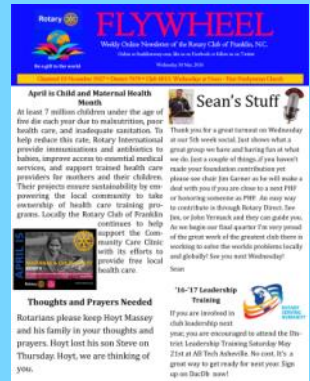 Rotary
FLYWHEEL
Weekly Online Newsletter of the Rotary Club of Franklin, N.C.
Be a gift to the world
April is Child and Maternal Health
Month
At least 7 million children under the age of
five die each year due to malnutrition, poor
health care, and inadequate sanitation. To
help reduce this rate, Rotary International
provide immunizations and antibiotics to
babies, improve access to essential medical
services, and support trained health care
providers for mothers and their children.
Their projects ensure sustainability by em-
powering the local community to take
ownership of health care training pro-
grams. Locally the Rotary Club of Franklin
continues to help
support the Com-
munity Care Clinic
with its efforts to
provide free local
health care.
Thoughts and Prayers Needed
Rotarians please keep Hoyt Massey
and his family in your thoughts and
prayers. Hoyt lost his son Steve on
Thursday. Hoyt, we are thinking of
you.
Sean's Stuff
Thank you for a great turnout on Wednesday
at our 5th week social. Just shows what a
great group we have and having fun at what
we do. Just a couple of things..if you haven't
made your foundation contribution yet
please see chair Jim Garner as he will make a
deal with you if you are close to a next PHF
or honoring someone as PHF. An easy way
to contribute is through Rotary Direct. See
Jim, or John Yermack and they can guide you.
As we begin our final quarter I'm very proud
of the great work of the greatest club there is
working to solve the worlds problems locally
and globally! See you next Wednesday!
Sean
'16-'17 Leadership
Training
If you are involved in
club leadership next
year, you are encouraged to attend the Dis-
trict Leadership Training Saturday May
21st at AB Tech Asheville. No cost. It's a
great way to get ready for next year. Sign
up on DacDb now!